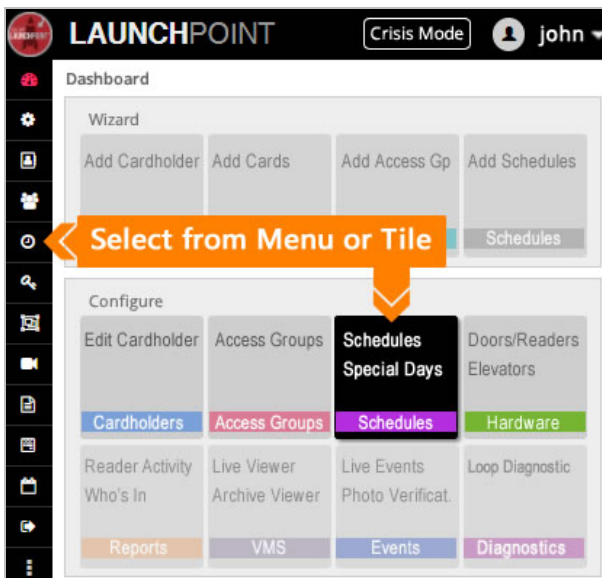 LAUNCHPOINT
Crisis Mode
john
Dashboard
Wizard
Add Cardholder
Add Cards
Add Access Gp
Add Schedules
Schedules
Select from Menu or Tile
Configure
Edit Cardholder
Access Groups
Schedules
Special Days
Doors/Readers
Elevators
Cardholders
Access Groups
Schedules
Hardware
Reader Activity
Who's In
Live Viewer
Archive Viewer
Live Events
Photo Verificat.
Loop Diagnostic
Reports
VMS
Events
Diagnostics